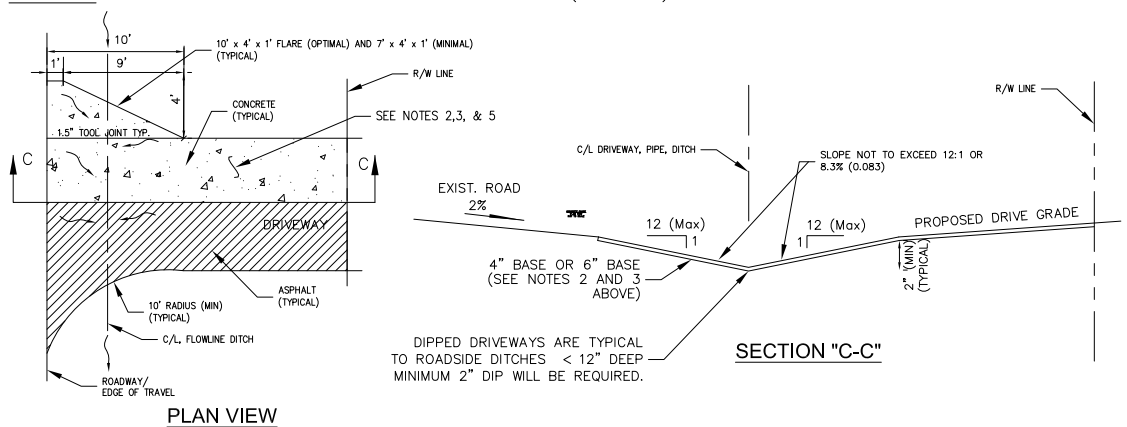 10'
1'
9'
4'
10' x 4' x 1' FLARE (OPTIMAL) AND 7' x 4' x 1' (MINIMAL)
(TYPICAL)
R/W LINE
CONCRETE
(TYPICAL)
SEE NOTES 2,3, & 5
1.5" TOOL JOINT TYP.
C
C
DRIVEWAY
ASPHALT
(TYPICAL)
10' RADIUS (MIN)
(TYPICAL)
C/L, FLOWLINE DITCH
ROADWAY/
EDGE OF TRAVEL
PLAN VIEW
R/W LINE
C/L DRIVEWAY, PIPE, DITCH
SLOPE NOT TO EXCEED 12:1 OR
8.3% (0.083)
EXIST. ROAD
2%
12 (Max)
1
12 (Max)
1
PROPOSED DRIVE GRADE
2" (MIN)
(TYPICAL)
4" BASE OR 6" BASE
(SEE NOTES 2 AND 3
ABOVE)
DIPPED DRIVEWAYS ARE TYPICAL
TO ROADSIDE DITCHES < 12" DEEP
MINIMUM 2" DIP WILL BE REQUIRED.
SECTION "C-C"